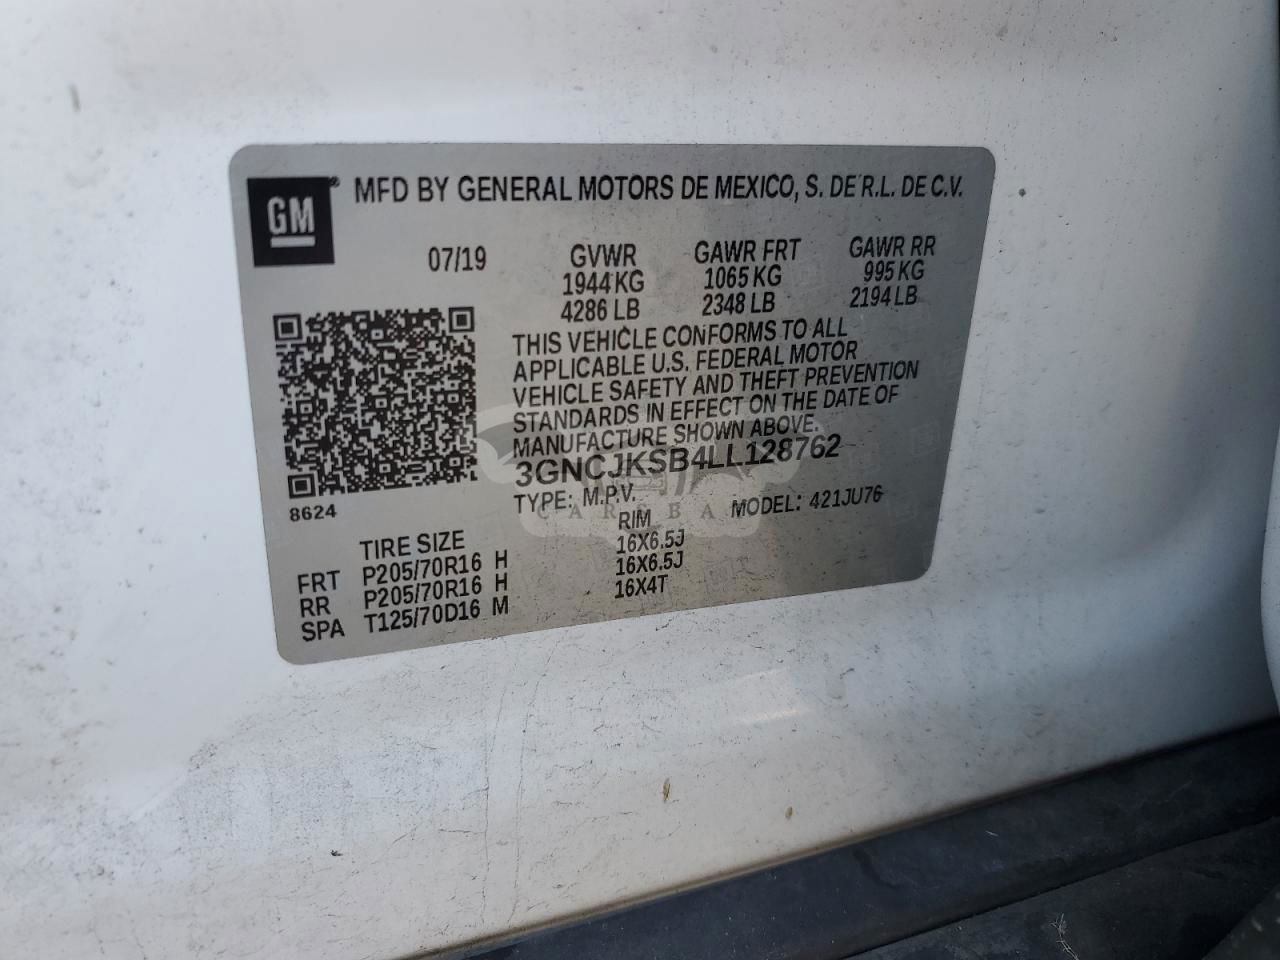 GM
MFD BY GENERAL MOTORS DE MEXICO, S. DE R.L. DE C.V.
07/19 GVWR GAWR FRT GAWR RR
1944 KG 1065 KG 995 KG
4286 LB 2348 LB 2194 LB
THIS VEHICLE CONFORMS TO ALL
APPLICABLE U.S. FEDERAL MOTOR
VEHICLE SAFETY AND THEFT PREVENTION
STANDARDS IN EFFECT ON THE DATE OF
MANUFACTURE SHOWN ABOVE.
3GNCJKSB4LL128762
TYPE: M.P.V. MODEL: 421JU76
8624
TIRE SIZE RIM
FRT P205/70R16 H 16X6.5J
RR P205/70R16 H 16X6.5J
SPA T125/70D16 M 16X4T